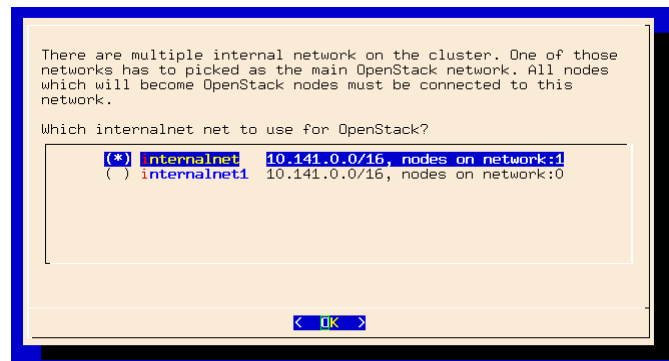 There are multiple internal network on the cluster. One of those
networks has to picked as the main OpenStack network. All nodes
which will become OpenStack nodes must be connected to this
network.
Which internalnet net to use for OpenStack?
(*) internalnet 10.141.0.0/16, nodes on network:1
( ) internalnet1 10.141.0.0/16, nodes on network:0
< OK >